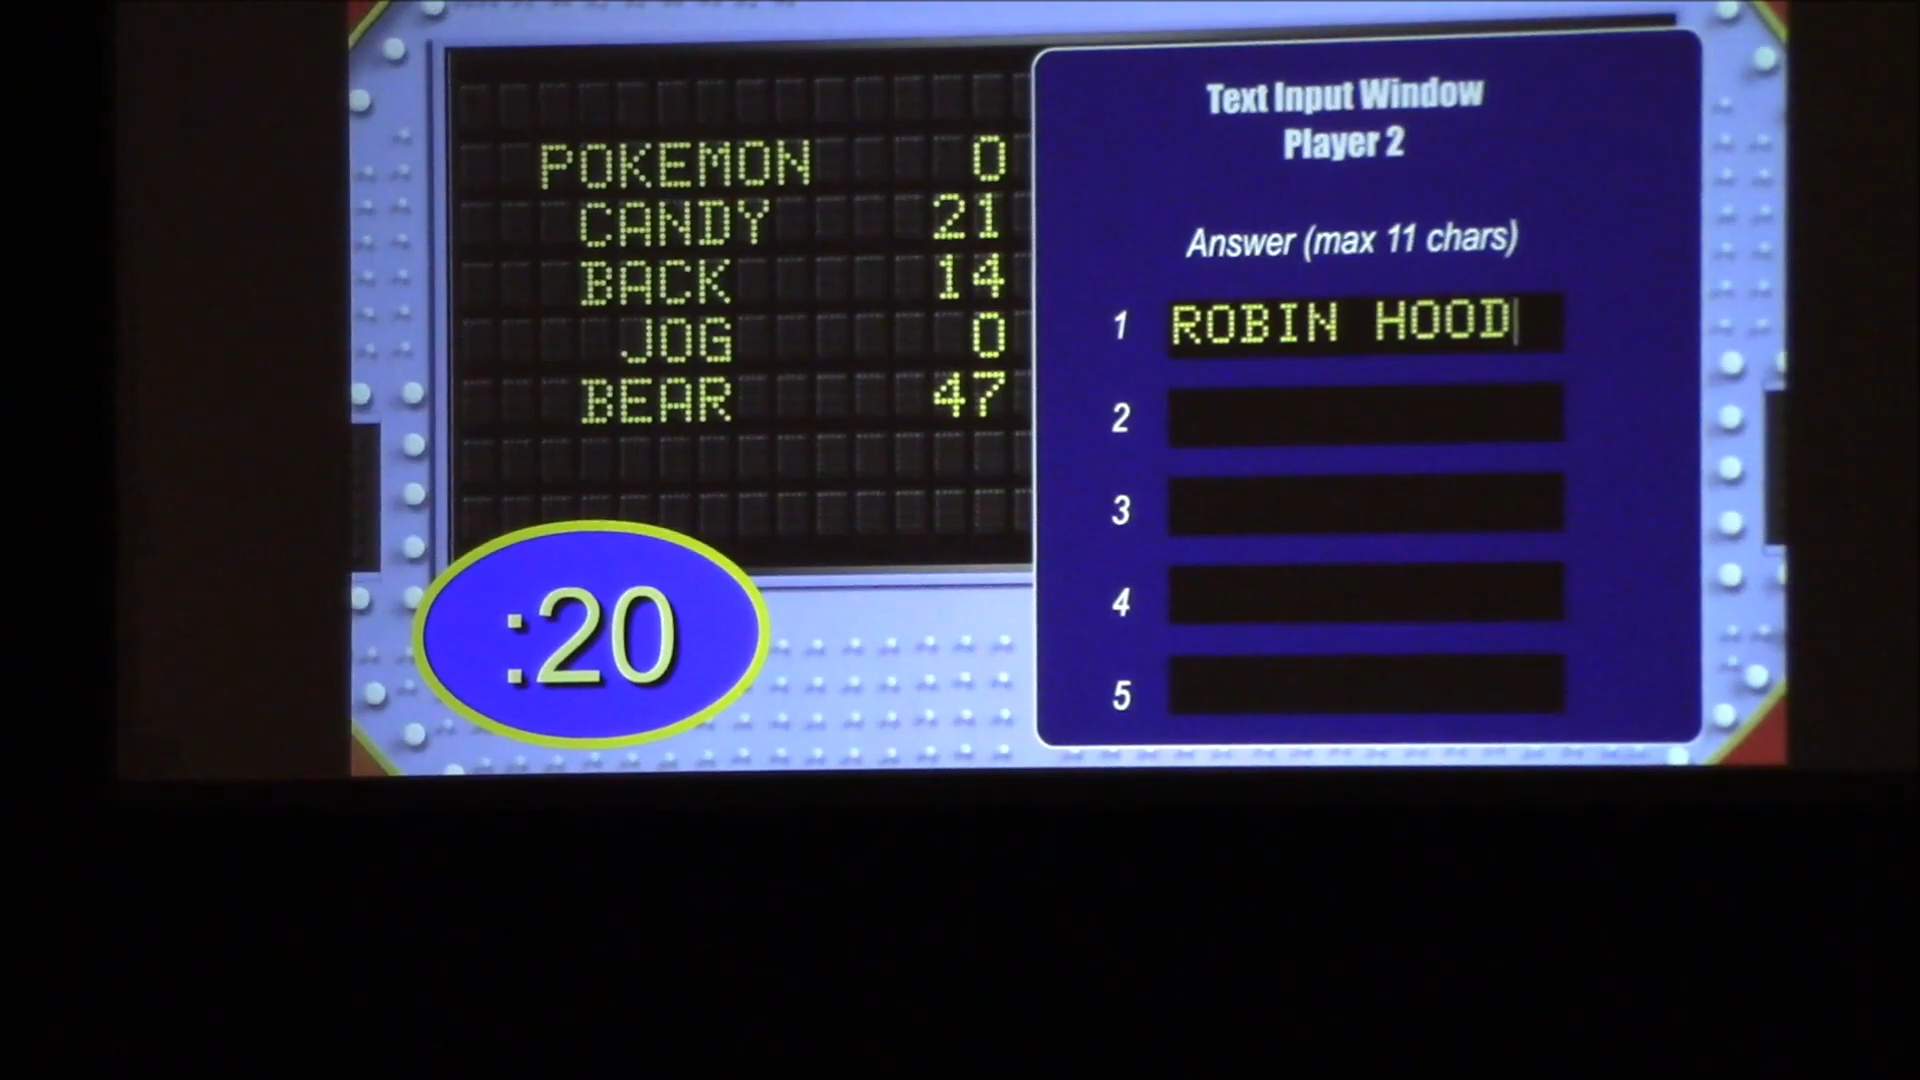 POKEMON 0
CANDY 21
BACK 14
JOG 0
BEAR 47
:20
Text Input Window
Player 2
Answer (max 11 chars)
1 ROBIN HOOD
2
3
4
5